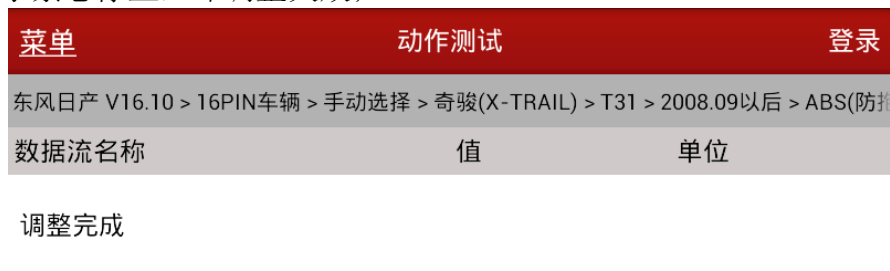 菜单 动作测试 登录
东风日产 V16.10 > 16PIN车辆 > 手动选择 > 奇骏(X-TRAIL) > T31 > 2008.09以后 > ABS(防
数据流名称 值 单位
调整完成